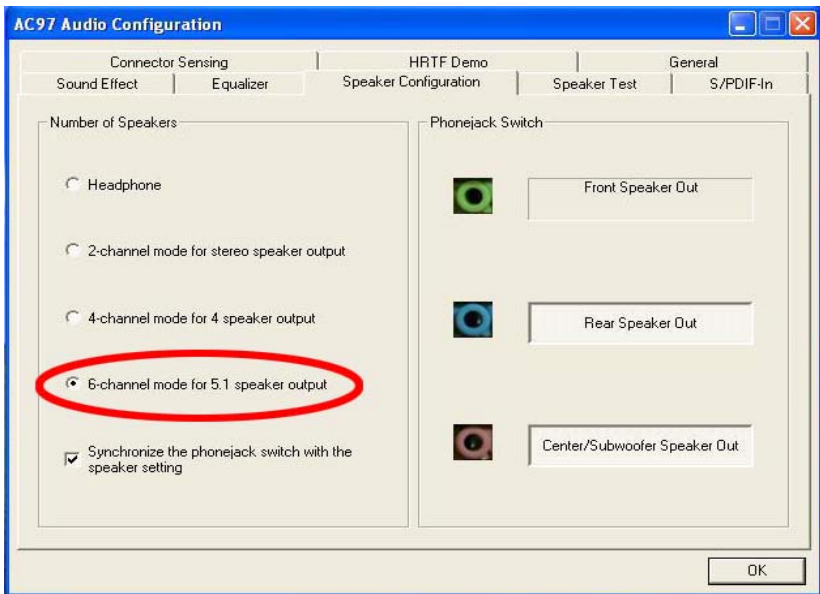 AC97 Audio Configuration
Connector Sensing
HRTF Demo
General
Sound Effect
Equalizer
Speaker Configuration
Speaker Test
S/PDIF-In
Number of Speakers
Headphone
2-channel mode for stereo speaker output
4-channel mode for 4 speaker output
6-channel mode for 5.1 speaker output
Synchronize the phonejack switch with the
speaker setting
Phonejack Switch
Front Speaker Out
Rear Speaker Out
Center/Subwoofer Speaker Out
OK